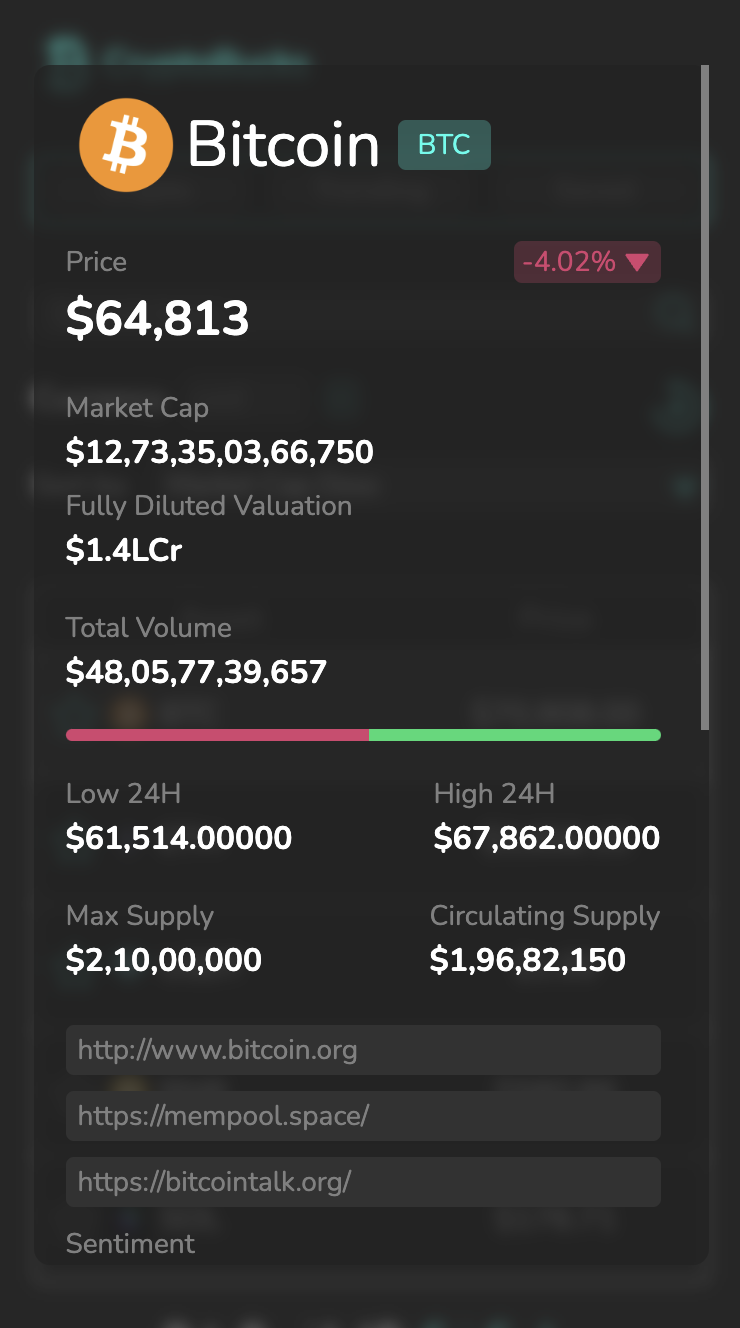 Bitcoin BTC
Price -4.02% ▼
$64,813
Market Cap
$12,73,35,03,66,750
Fully Diluted Valuation
$1.4LCr
Total Volume
$48,05,77,39,657
Low 24H High 24H
$61,514.00000 $67,862.00000
Max Supply Circulating Supply
$2,10,00,000 $1,96,82,150
http://www.bitcoin.org
https://mempool.space/
https://bitcointalk.org/
Sentiment